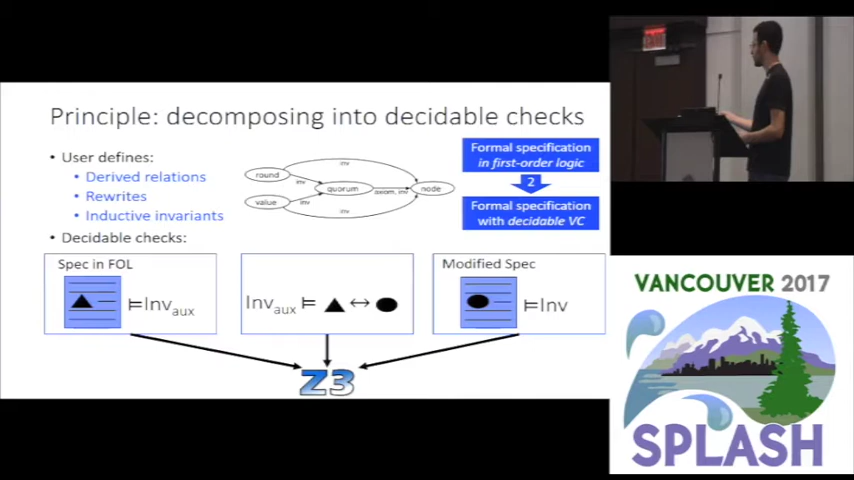 Principle: decomposing into decidable checks
• User defines:
• Derived relations
• Rewrites
• Inductive invariants
• Decidable checks:
round
value
quorum
node
inv
inv
inv
axiom, inv
inv
Formal specification
in first-order logic
2
Formal specification
with decidable VC
Spec in FOL
⊨Inv_aux
Inv_aux ⊨ ▲ ↔ ●
Modified Spec
⊨Inv
Z3
EXIT
VANCOUVER 2017
SPLASH